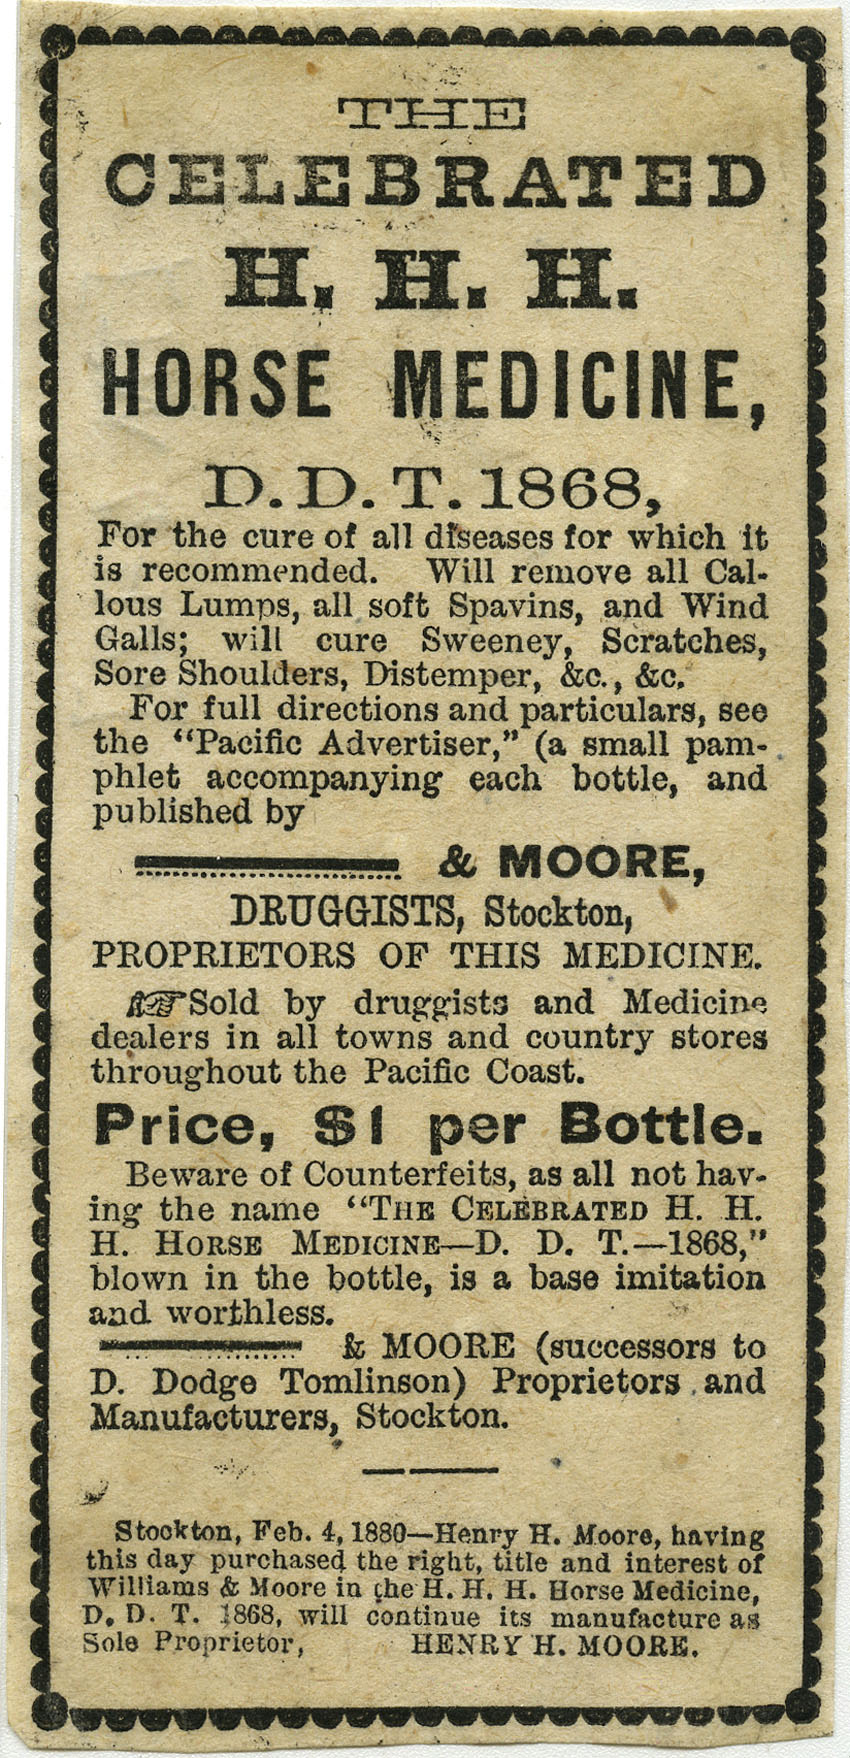 THE
CELEBRATED
H. H. H.
HORSE MEDICINE,
D. D. T. 1868,
For the cure of all diseases for which it
is recommended. Will remove all Cal-
lous Lumps, all soft Spavins, and Wind
Galls; will cure Sweeney, Scratches,
Sore Shoulders, Distemper, &c., &c.
For full directions and particulars, see
the "Pacific Advertiser," (a small pam-
phlet accompanying each bottle, and
published by
& MOORE,
DRUGGISTS, Stockton,
PROPRIETORS OF THIS MEDICINE.
☞Sold by druggists and Medicine
dealers in all towns and country stores
throughout the Pacific Coast.
Price, $1 per Bottle.
Beware of Counterfeits, as all not hav-
ing the name "THE CELEBRATED H. H.
H. HORSE MEDICINE—D. D. T.—1868,"
blown in the bottle, is a base imitation
and worthless.
& MOORE (successors to
D. Dodge Tomlinson) Proprietors and
Manufacturers, Stockton.
Stockton, Feb. 4, 1880—Henry H. Moore, having
this day purchased the right, title and interest of
Williams & Moore in the H. H. H. Horse Medicine,
D. D. T. 1868, will continue its manufacture as
Sole Proprietor, HENRY H. MOORE.